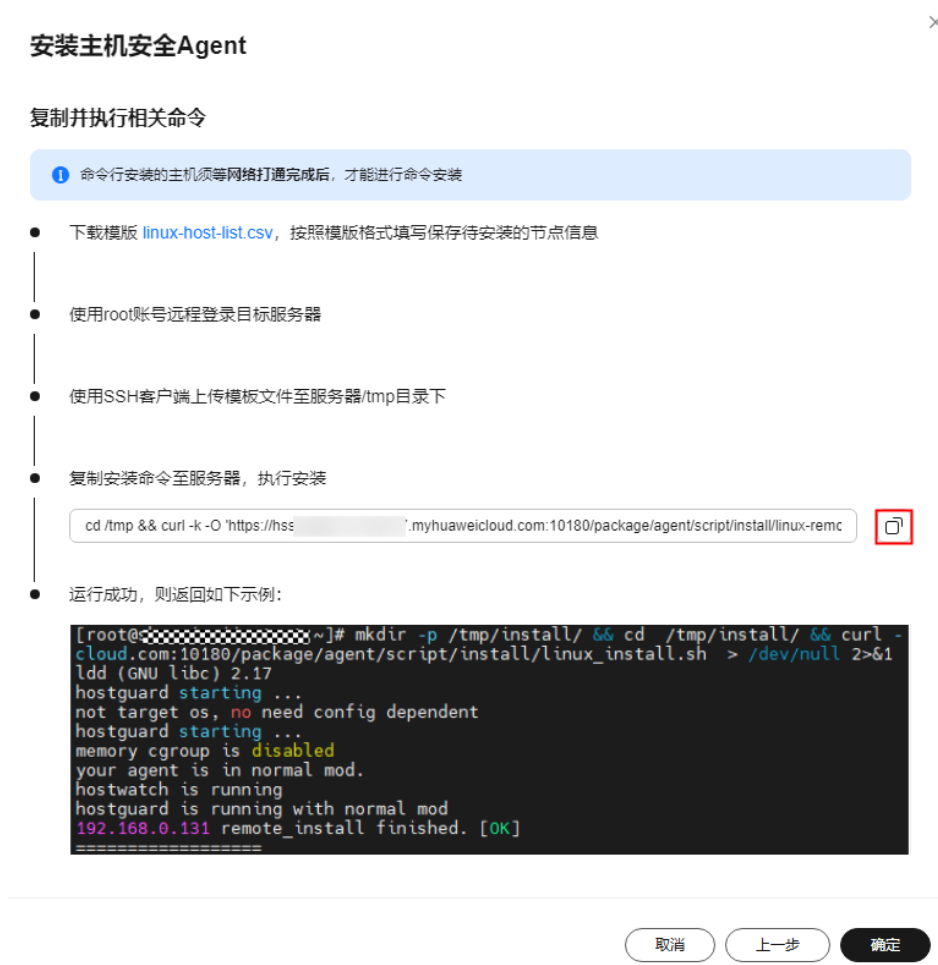 安装主机安全Agent
复制并执行相关命令
命令行安装的主机须等网络打通完成后，才能进行命令安装
下载模版 linux-host-list.csv，按照模版格式填写保存待安装的节点信息
使用root账号远程登录目标服务器
使用SSH客户端上传模板文件至服务器/tmp目录下
复制安装命令至服务器，执行安装
cd /tmp && curl -k -O 'https://hss .myhuaweicloud.com:10180/package/agent/script/install/linux-remc
运行成功，则返回如下示例：
[root@s ~]# mkdir -p /tmp/install/ && cd  /tmp/install/ && curl -
cloud.com:10180/package/agent/script/install/linux_install.sh  > /dev/null 2>&1
ldd (GNU libc) 2.17
hostguard starting ...
not target os, no need config dependent
hostguard starting ...
memory cgroup is disabled
your agent is in normal mod.
hostwatch is running
hostguard is running with normal mod
192.168.0.131 remote_install finished. [OK]
==================
取消 上一步 确定